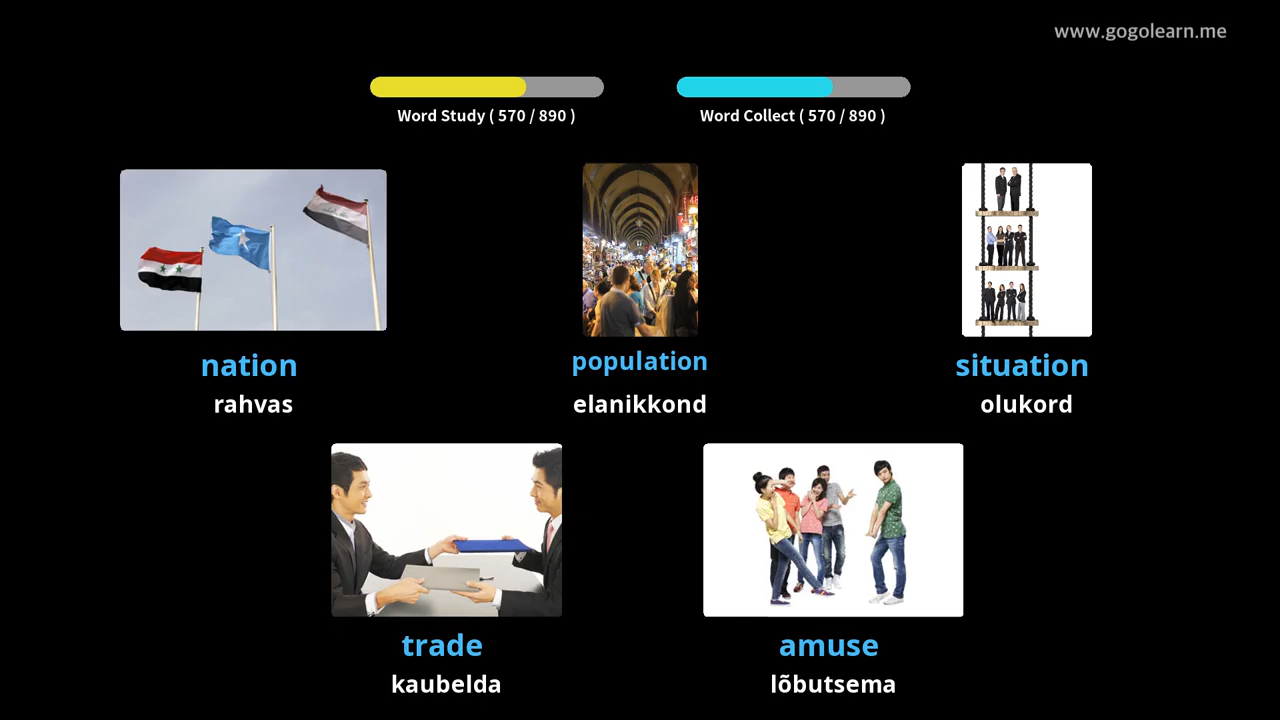 www.gogolearn.me
Word Study ( 570 / 890 )
Word Collect ( 570 / 890 )
nation
rahvas
population
elanikkond
situation
olukord
trade
kaubelda
amuse
lõbutsema